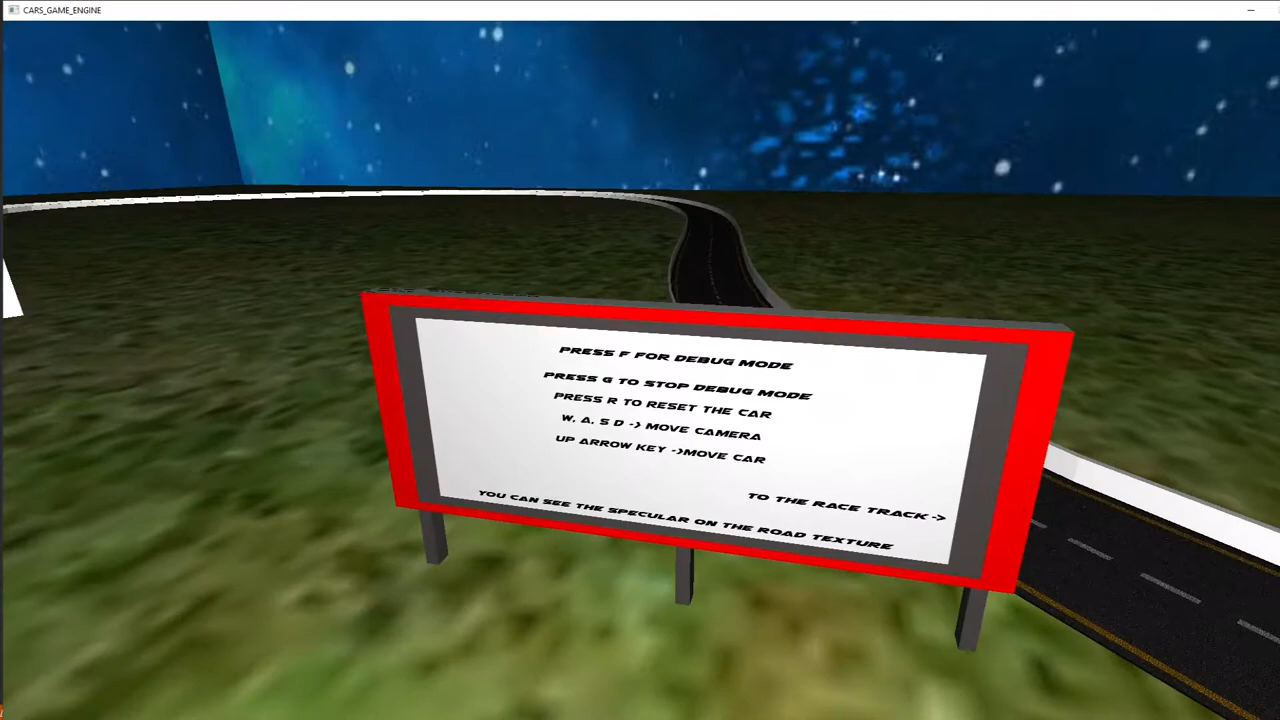 CARS_GAME_ENGINE
PRESS F FOR DEBUG MODE
PRESS G TO STOP DEBUG MODE
PRESS R TO RESET THE CAR
W, A, S D -> MOVE CAMERA
UP ARROW KEY ->MOVE CAR
TO THE RACE TRACK ->
YOU CAN SEE THE SPECULAR ON THE ROAD TEXTURE